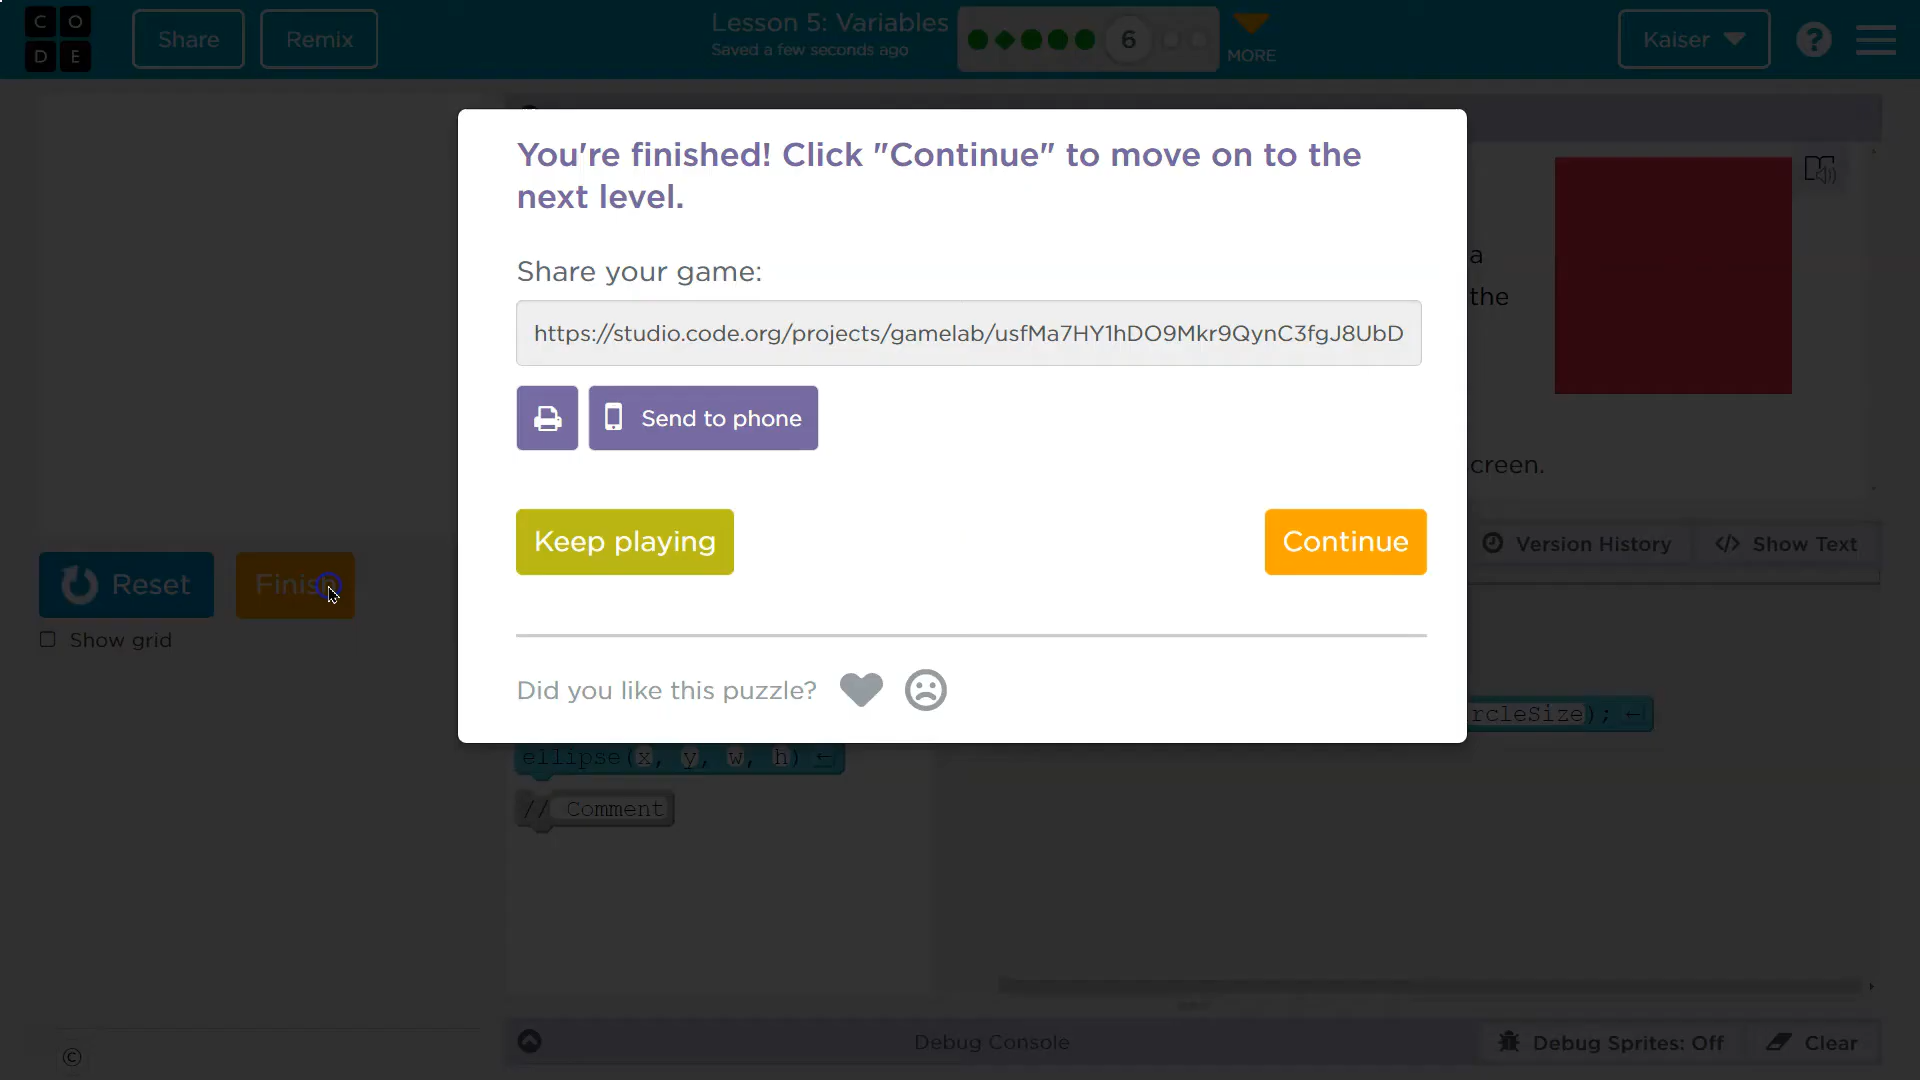 C O
D E
Share
Remix
Lesson 5: Variables
Saved a few seconds ago
6
MORE
Kaiser
?
You're finished! Click "Continue" to move on to the
next level.
Share your game:
https://studio.code.org/projects/gamelab/usfMa7HY1hDO9Mkr9QynC3fgJ8UbD
Send to phone
Keep playing
Continue
Did you like this puzzle?
a
the
creen.
Version History
</> Show Text
Reset
Finish
Show grid
rcleSize);
ellipse(x, y, w, h)
// Comment
Debug Console
Debug Sprites: Off
Clear
©